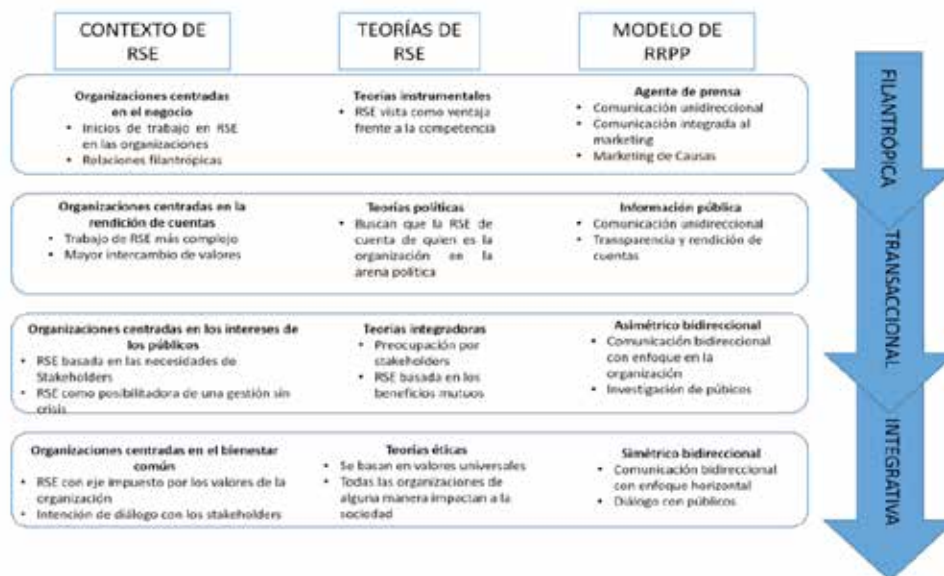 CONTEXTO DE
RSE
TEORÍAS DE
RSE
MODELO DE
RRPP
Organizaciones centradas
en el negocio
• Inicios de trabajo en RSE
en las organizaciones
• Relaciones filantrópicas
Teorías instrumentales
• RSE vista como ventaja
frente a la competencia
Agente de prensa
• Comunicación unidireccional
• Comunicación integrada al
marketing
• Marketing de Causas
Organizaciones centradas en la
rendición de cuentas
• Trabajo de RSE más complejo
• Mayor intercambio de valores
Teorías políticas
• Buscan que la RSE de
cuenta de quien es la
organización en la
arena política
Información pública
• Comunicación unidireccional
• Transparencia y rendición de
cuentas
Organizaciones centradas en los intereses de
los públicos
• RSE basada en las necesidades de
Stakeholders
• RSE como posibilitadora de una gestión sin
crisis
Teorías integradoras
• Preocupación por
stakeholders
• RSE basada en los
beneficios mutuos
Asimétrico bidireccional
• Comunicación bidireccional
con enfoque en la
organización
• Investigación de púbicos
Organizaciones centradas en el bienestar
común
• RSE con eje impuesto por los valores de la
organización
• Intención de diálogo con los stakeholders
Teorías éticas
• Se basan en valores universales
• Todas las organizaciones de
alguna manera impactan a la
sociedad
Simétrico bidireccional
• Comunicación bidireccional
con enfoque horizontal
• Diálogo con públicos
FILANTRÓPICA
TRANSACCIONAL
INTEGRATIVA